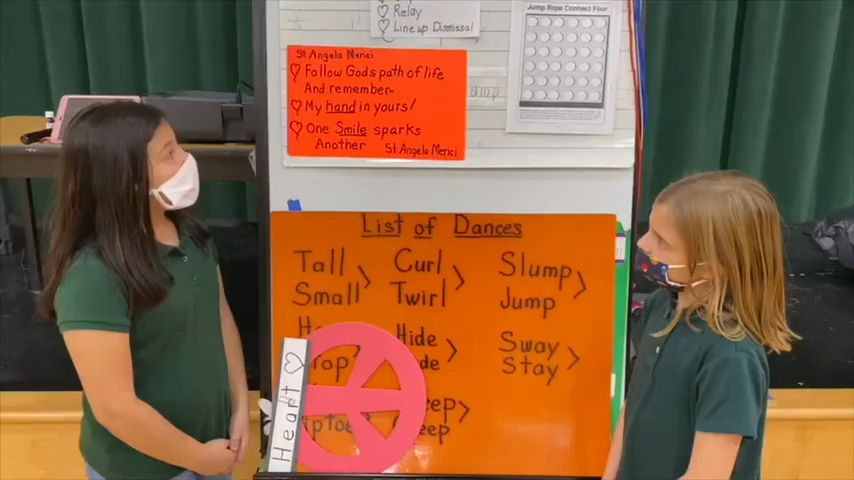 Relay
Line up Dismissal
Jump Rope Connect Four
St Angela Merici
Follow Gods path of life
And remember-
My hand in yours!
One Smile Sparks
Another St Angela Merici
List of Dances
Tall > Curl > Slump >
Small Twirl Jump
Hide > Sway >
Stay
Heart